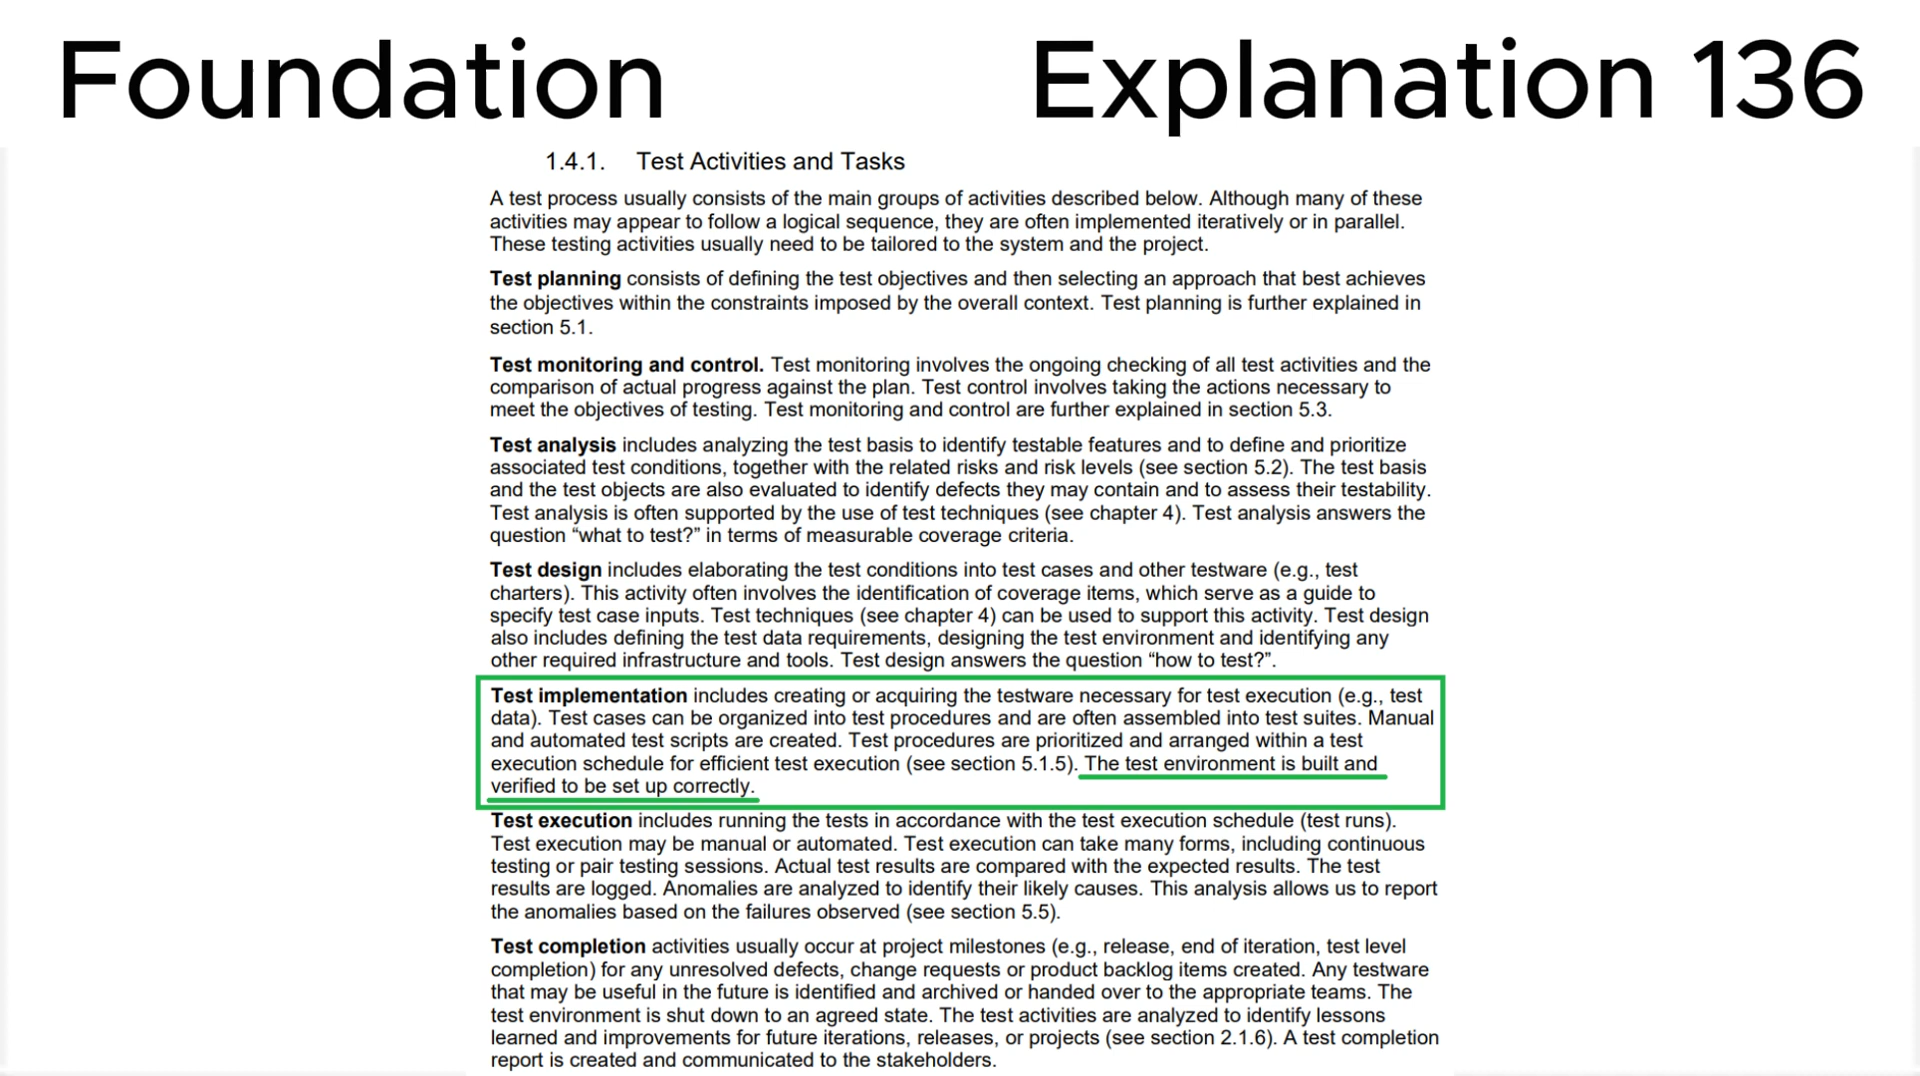 Foundation
Explanation 136
1.4.1. Test Activities and Tasks
A test process usually consists of the main groups of activities described below. Although many of these
activities may appear to follow a logical sequence, they are often implemented iteratively or in parallel.
These testing activities usually need to be tailored to the system and the project.
Test planning consists of defining the test objectives and then selecting an approach that best achieves
the objectives within the constraints imposed by the overall context. Test planning is further explained in
section 5.1.
Test monitoring and control. Test monitoring involves the ongoing checking of all test activities and the
comparison of actual progress against the plan. Test control involves taking the actions necessary to
meet the objectives of testing. Test monitoring and control are further explained in section 5.3.
Test analysis includes analyzing the test basis to identify testable features and to define and prioritize
associated test conditions, together with the related risks and risk levels (see section 5.2). The test basis
and the test objects are also evaluated to identify defects they may contain and to assess their testability.
Test analysis is often supported by the use of test techniques (see chapter 4). Test analysis answers the
question “what to test?” in terms of measurable coverage criteria.
Test design includes elaborating the test conditions into test cases and other testware (e.g., test
charters). This activity often involves the identification of coverage items, which serve as a guide to
specify test case inputs. Test techniques (see chapter 4) can be used to support this activity. Test design
also includes defining the test data requirements, designing the test environment and identifying any
other required infrastructure and tools. Test design answers the question “how to test?”.
Test implementation includes creating or acquiring the testware necessary for test execution (e.g., test
data). Test cases can be organized into test procedures and are often assembled into test suites. Manual
and automated test scripts are created. Test procedures are prioritized and arranged within a test
execution schedule for efficient test execution (see section 5.1.5). The test environment is built and
verified to be set up correctly.
Test execution includes running the tests in accordance with the test execution schedule (test runs).
Test execution may be manual or automated. Test execution can take many forms, including continuous
testing or pair testing sessions. Actual test results are compared with the expected results. The test
results are logged. Anomalies are analyzed to identify their likely causes. This analysis allows us to report
the anomalies based on the failures observed (see section 5.5).
Test completion activities usually occur at project milestones (e.g., release, end of iteration, test level
completion) for any unresolved defects, change requests or product backlog items created. Any testware
that may be useful in the future is identified and archived or handed over to the appropriate teams. The
test environment is shut down to an agreed state. The test activities are analyzed to identify lessons
learned and improvements for future iterations, releases, or projects (see section 2.1.6). A test completion
report is created and communicated to the stakeholders.